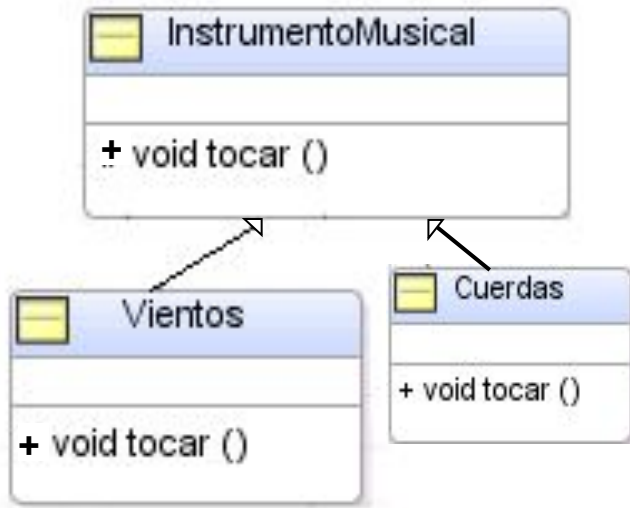 InstrumentoMusical
+ void tocar ()
Vientos
+ void tocar ()
Cuerdas
+ void tocar ()